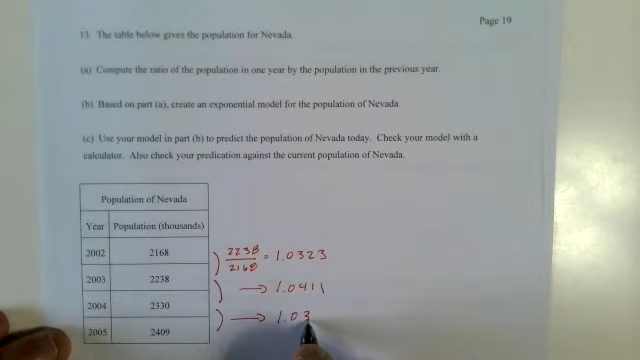 Page 19
13. The table below gives the population for Nevada.
(a) Compute the ratio of the population in one year by the population in the previous year.
(b) Based on part (a), create an exponential model for the population of Nevada
(c) Use your model in part (b) to predict the population of Nevada today. Check your model with a
calculator. Also check your predication against the current population of Nevada.
Population of Nevada
Year Population (thousands)
2002 2168
2238/2168 = 1.0323
2003 2238
→ 1.0411
2004 2330
→ 1.03
2005 2409